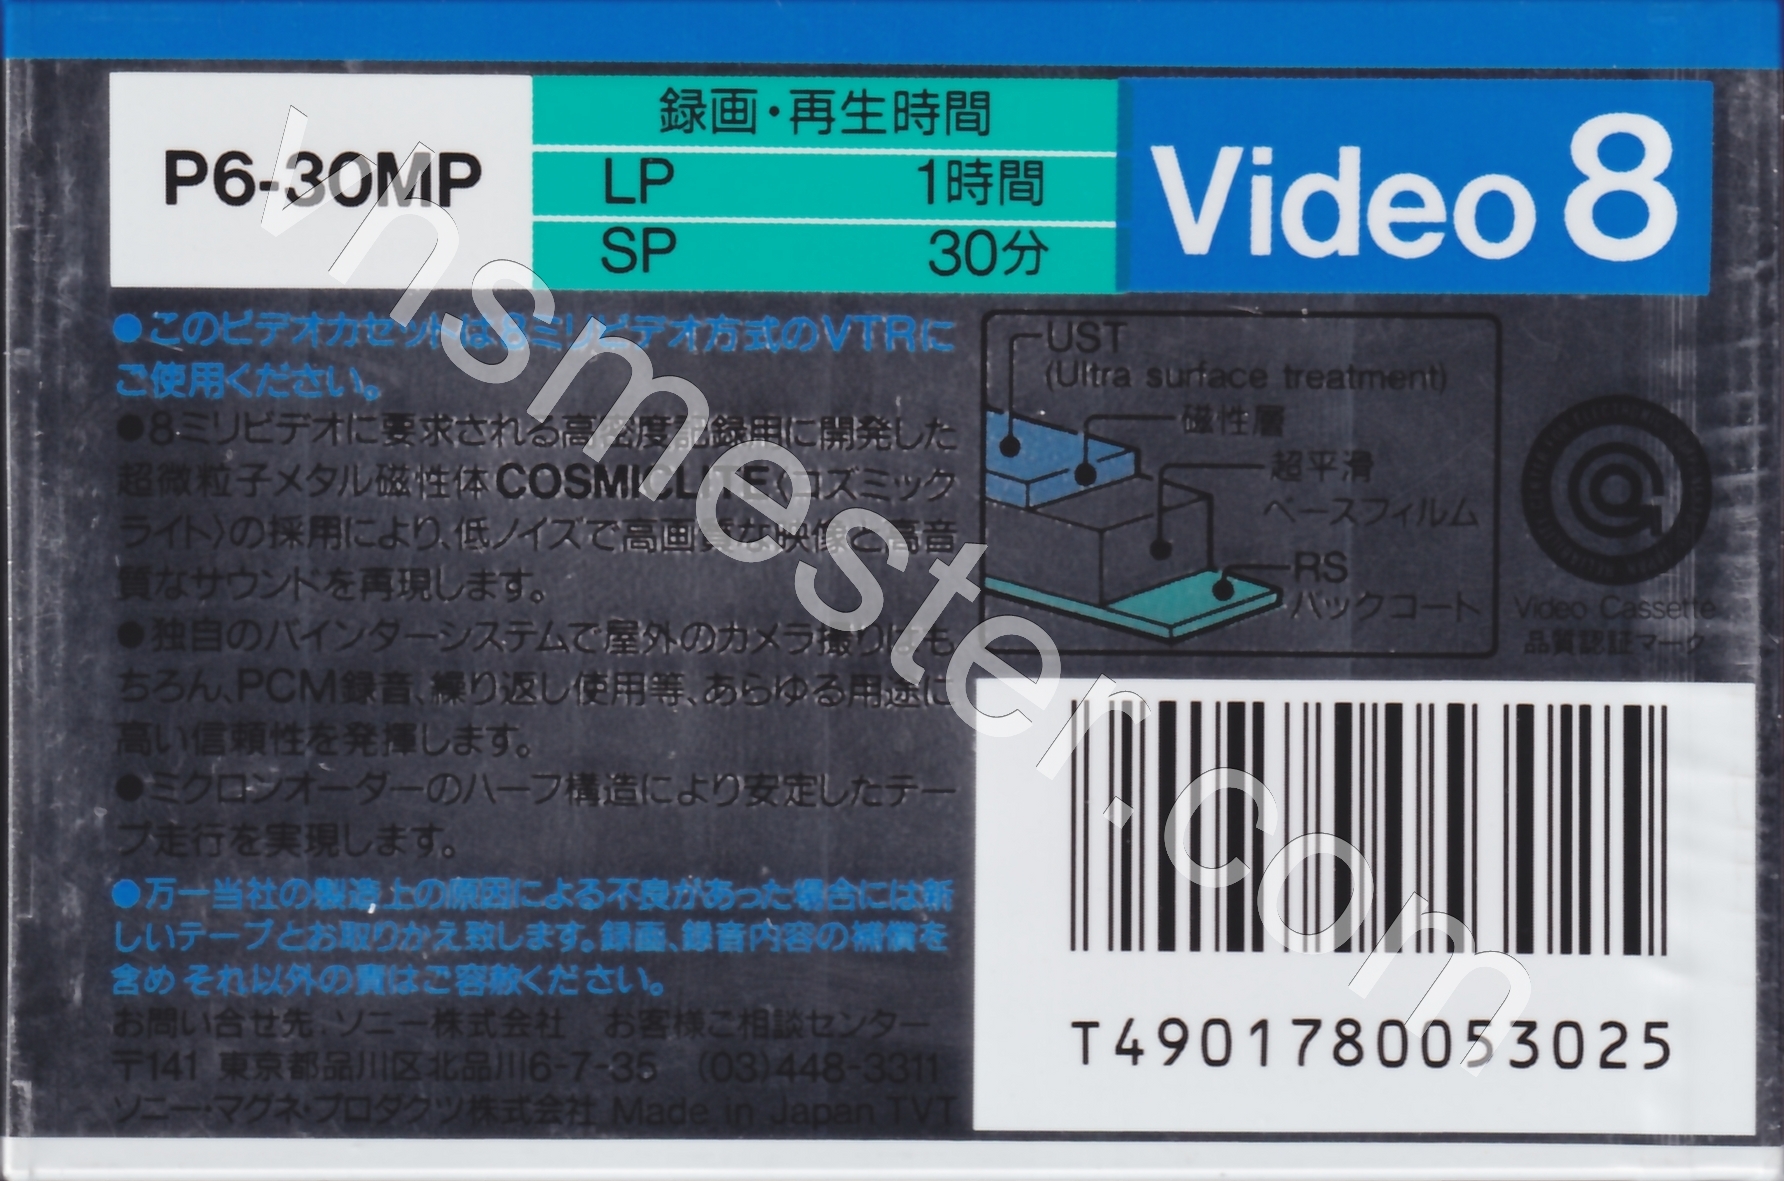 P6-30MP
録画・再生時間
LP 1時間
SP 30分
Video 8
●このビデオカセットは8ミリビデオ方式のVTRに
ご使用ください。
●8ミリビデオに要求される高密度記録用に開発した
超微粒子メタル磁性体COSMICLITE〈コズミック
ライト〉の採用により、低ノイズで高画質な映像と高音
質なサウンドを再現します。
●独自のバインダーシステムで屋外のカメラ撮りはも
ちろん、PCM録音、繰り返し使用等、あらゆる用途に
高い信頼性を発揮します。
●ミクロンオーダーのハーフ構造により安定したテー
プ走行を実現します。
●万一当社の製造上の原因による不良があった場合には新
しいテープとお取りかえ致します。録画、録音内容の補償を
含めそれ以外の責はご容赦ください。
お問い合せ先 ソニー株式会社 お客様ご相談センター
〒141 東京都品川区北品川6-7-35 (03)448-3311
ソニー・マグネ・プロダクツ株式会社 Made in Japan TVT
UST
(Ultra surface treatment)
磁性層
超平滑
ベースフィルム
RS
バックコート
Video Cassette
品質認証マーク
T4901780053025
vhsmester.com